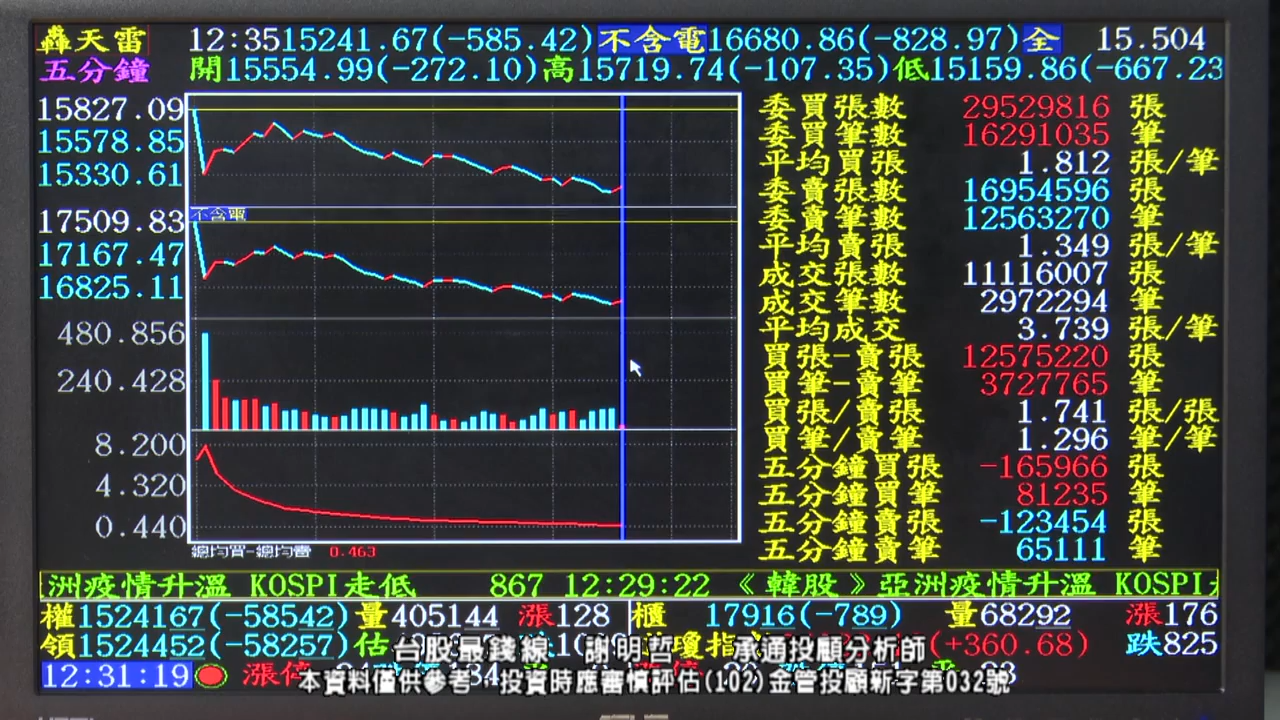 轟天雷 12:35 15241.67(-585.42) 不含電 16680.86(-828.97) 全 15.504
五分鐘 開15554.99(-272.10) 高15719.74(-107.35) 低15159.86(-667.23
15827.09
15578.85
15330.61
17509.83
不含電
17167.47
16825.11
480.856
240.428
8.200
4.320
0.440
總均買-總均賣 0.463
委買張數 29529816 張
委買筆數 16291035 筆
平均買張 1.812 張/筆
委賣張數 16954596 張
委賣筆數 12563270 筆
平均賣張 1.349 張/筆
成交張數 11116007 張
成交筆數 2972294 筆
平均成交 3.739 張/筆
買張-賣張 12575220 張
買筆-賣筆 3727765 筆
買張/賣張 1.741 張/張
買筆/賣筆 1.296 筆/筆
五分鐘買張 -165966 張
五分鐘買筆 81235 筆
五分鐘賣張 -123454 張
五分鐘賣筆 65111 筆
洲疫情升溫 KOSPI走低 867 12:29:22 《韓股》亞洲疫情升溫 KOSPI
權1524167(-58542) 量405144 漲128 櫃 17916(-789) 量68292 漲176
領1524452(-58257) 估 瓊指 (+360.68) 跌825
台股最錢線 謝明哲 承通投顧分析師
12:31:19 漲停
本資料僅供參考，投資時應審慎評估(102)金管投顧新字第032號